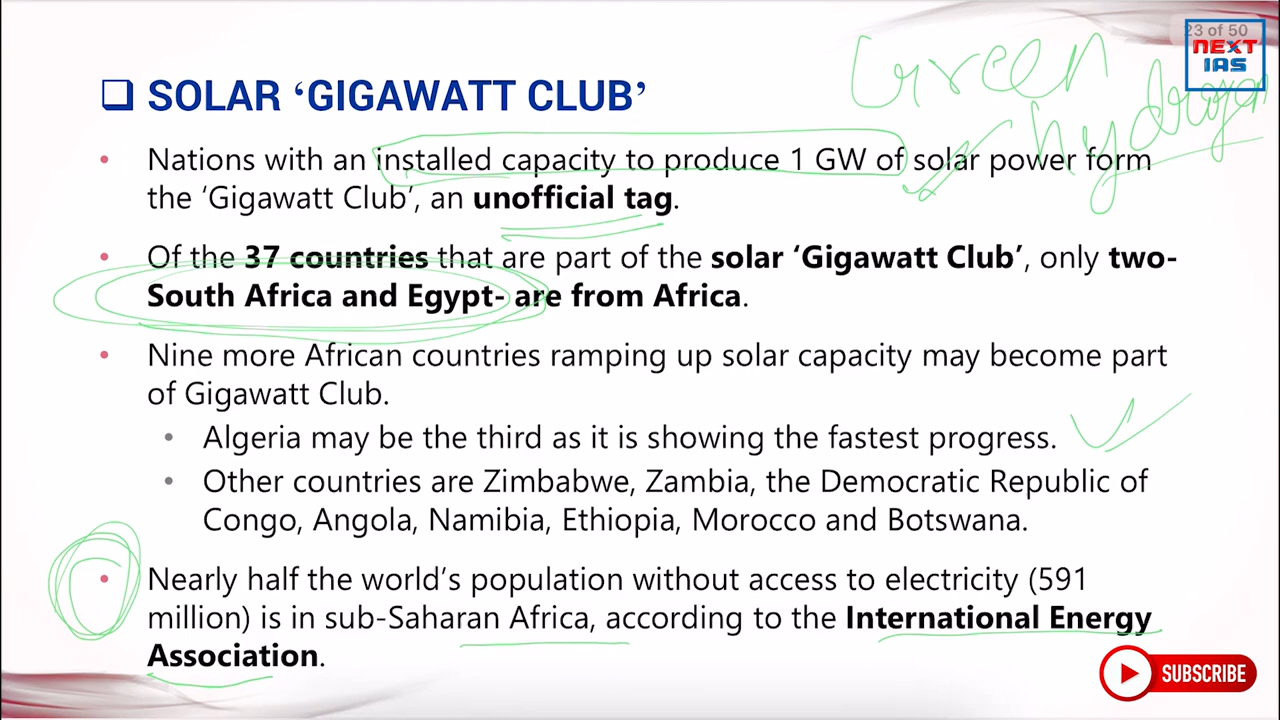 23 of 50
NEXT
IAS
Green
hydrogen
❑ SOLAR ‘GIGAWATT CLUB’
• Nations with an installed capacity to produce 1 GW of solar power form
the ‘Gigawatt Club’, an unofficial tag.
• Of the 37 countries that are part of the solar ‘Gigawatt Club’, only two-
South Africa and Egypt- are from Africa.
• Nine more African countries ramping up solar capacity may become part
of Gigawatt Club.
• Algeria may be the third as it is showing the fastest progress.
• Other countries are Zimbabwe, Zambia, the Democratic Republic of
Congo, Angola, Namibia, Ethiopia, Morocco and Botswana.
• Nearly half the world’s population without access to electricity (591
million) is in sub-Saharan Africa, according to the International Energy
Association.
SUBSCRIBE